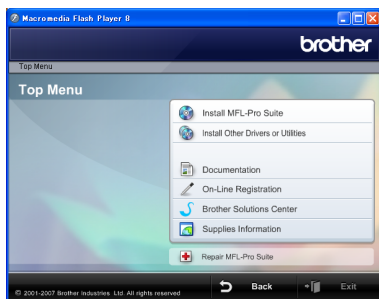 Macromedia Flash Player 8
brother
Top Menu
Top Menu
Install MFL-Pro Suite
Install Other Drivers or Utilities
Documentation
On-Line Registration
Brother Solutions Center
Supplies Information
Repair MFL-Pro Suite
© 2001-2007 Brother Industries Ltd. All rights reserved
Back
Exit